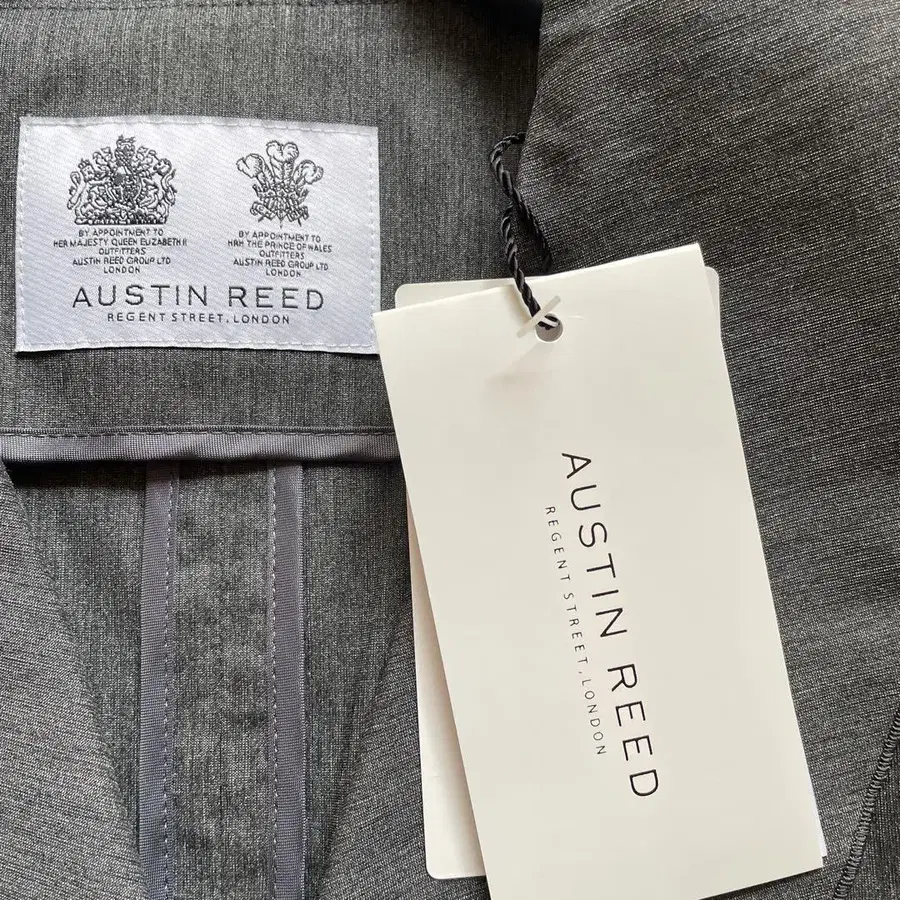 BY APPOINTMENT TO
HER MAJESTY QUEEN ELIZABETH II
OUTFITTERS
AUSTIN REED GROUP LTD
LONDON
BY APPOINTMENT TO
HRH THE PRINCE OF WALES
OUTFITTERS
AUSTIN REED GROUP LTD
LONDON
AUSTIN REED
REGENT STREET, LONDON
AUSTIN REED
REGENT STREET, LONDON